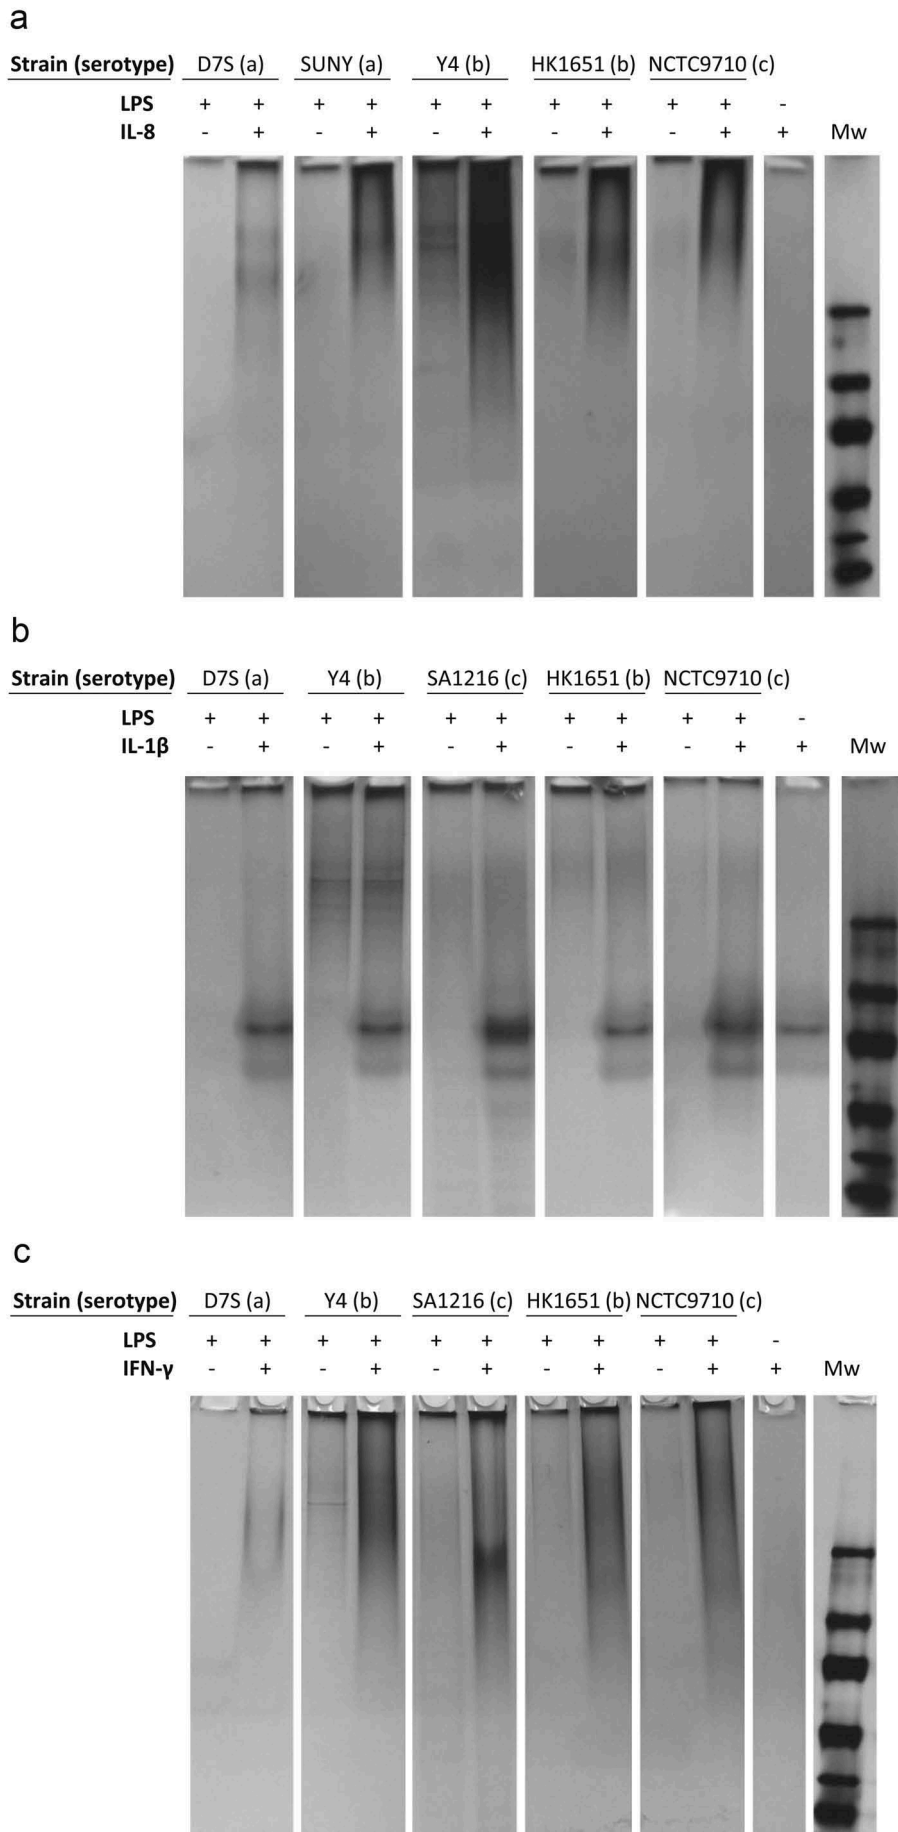 a
Strain (serotype) D7S (a) SUNY (a) Y4 (b) HK1651 (b) NCTC9710 (c)
LPS + + + + + + + + + + -
IL-8 - + - + - + - + - + + Mw
b
Strain (serotype) D7S (a) Y4 (b) SA1216 (c) HK1651 (b) NCTC9710 (c)
LPS + + + + + + + + + + -
IL-1β - + - + - + - + - + + Mw
c
Strain (serotype) D7S (a) Y4 (b) SA1216 (c) HK1651 (b) NCTC9710 (c)
LPS + + + + + + + + + + -
IFN-γ - + - + - + - + - + + Mw